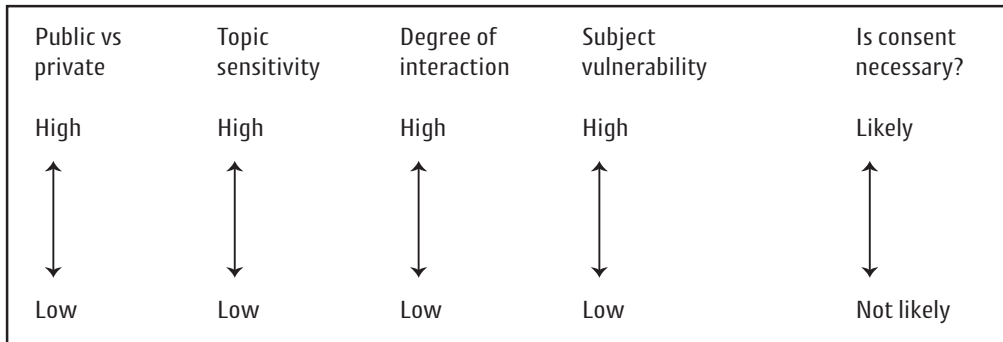 Public vs private
Topic sensitivity
Degree of interaction
Subject vulnerability
Is consent necessary?
High
High
High
High
Likely
Low
Low
Low
Low
Not likely